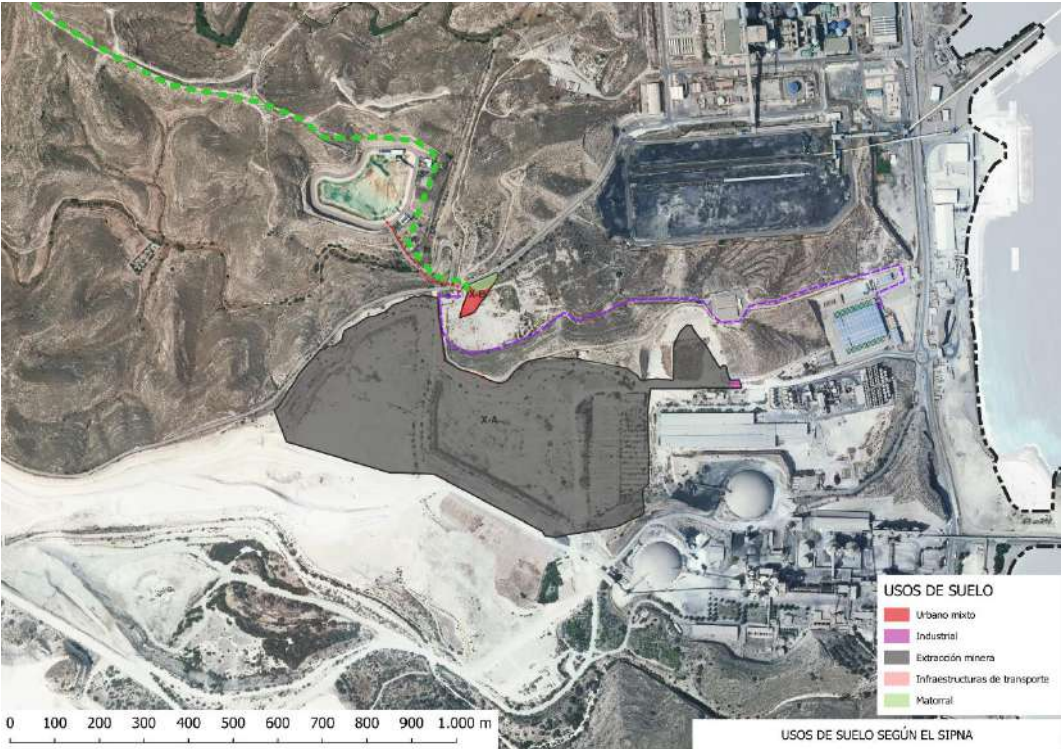 X-B
X-A
USOS DE SUELO
Urbano mixto
Industrial
Extracción minera
Infraestructuras de transporte
Matorral
0 100 200 300 400 500 600 700 800 900 1.000 m
USOS DE SUELO SEGÚN EL SIPNA